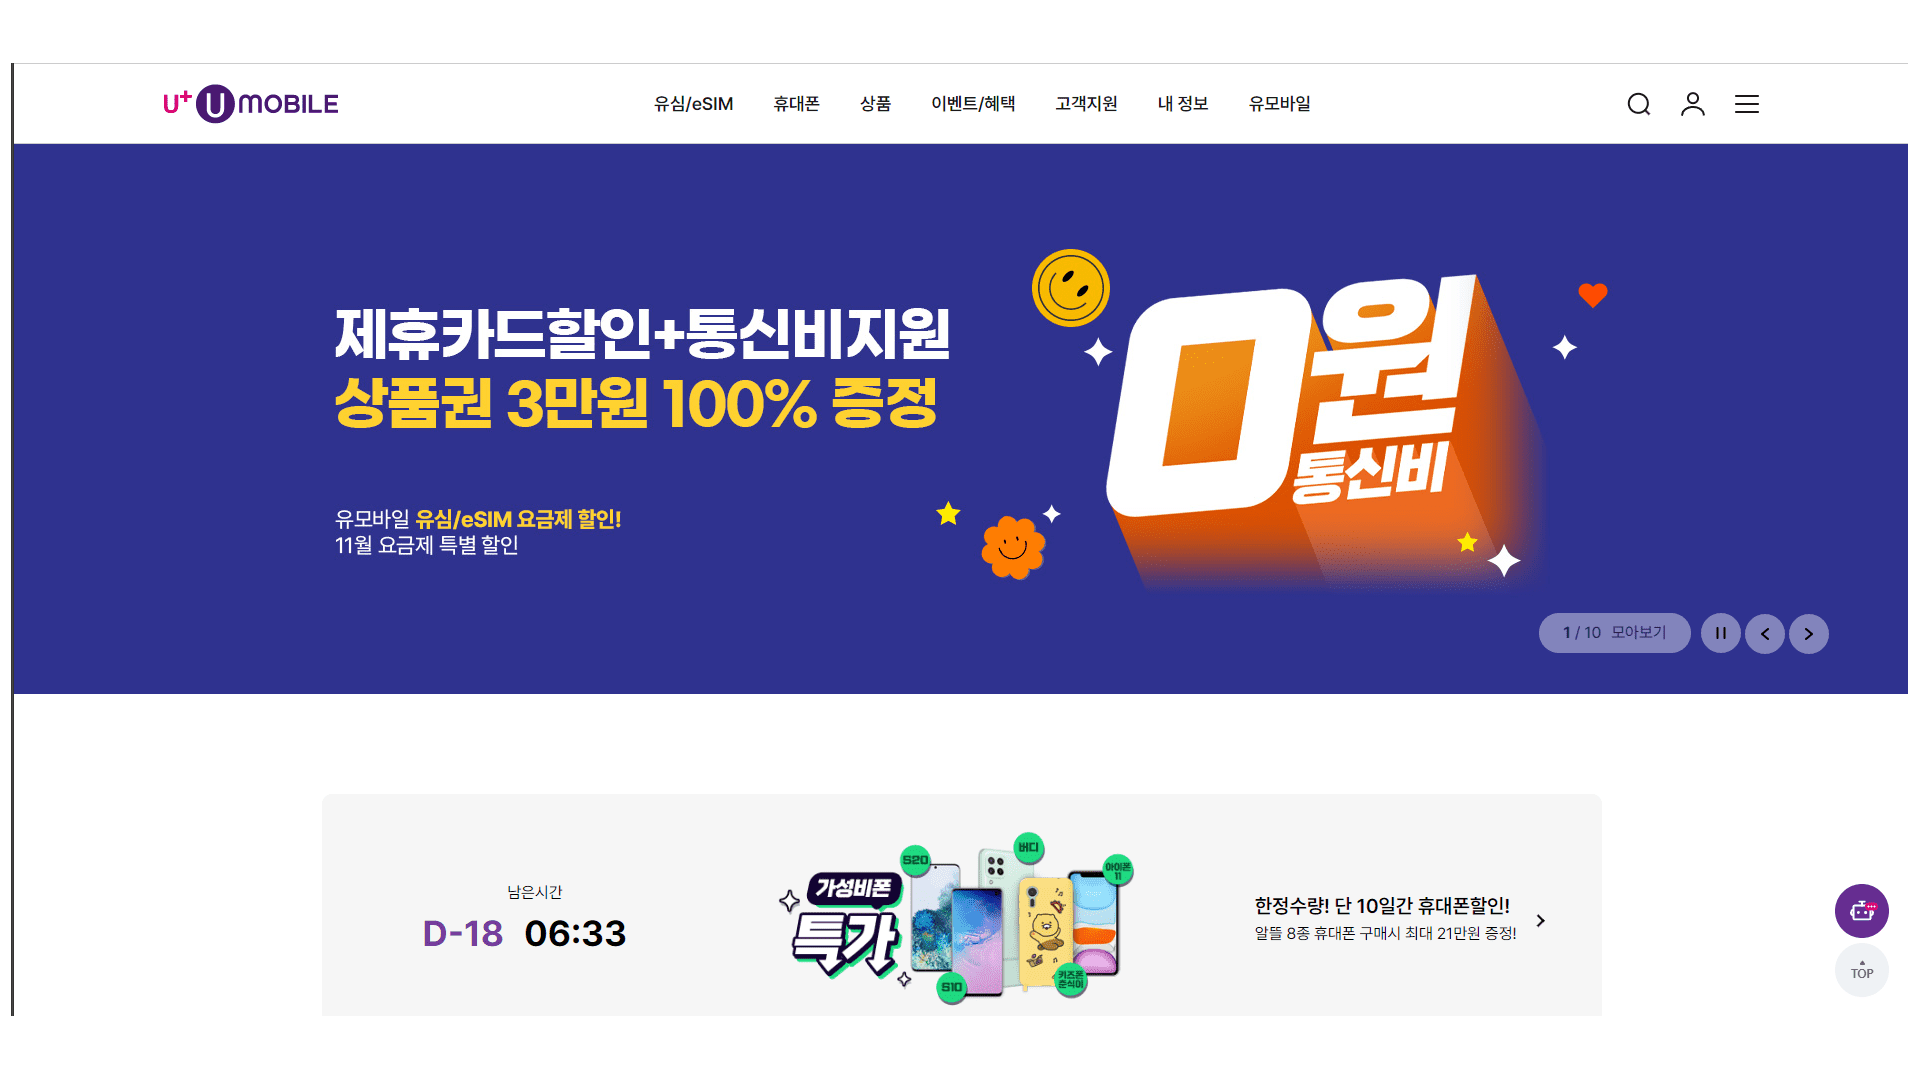 U+ U MOBILE
유심/eSIM 휴대폰 상품 이벤트/혜택 고객지원 내 정보 유모바일
제휴카드할인+통신비지원
상품권 3만원 100% 증정
유모바일 유심/eSIM 요금제 할인!
11월 요금제 특별 할인
0원
통신비
1 / 10 모아보기
남은시간
D-18 06:33
가성비폰
특가
S20
버디
아이폰
11
S10
키즈폰
춘식이
한정수량! 단 10일간 휴대폰할인!
알뜰 8종 휴대폰 구매시 최대 21만원 증정!
TOP